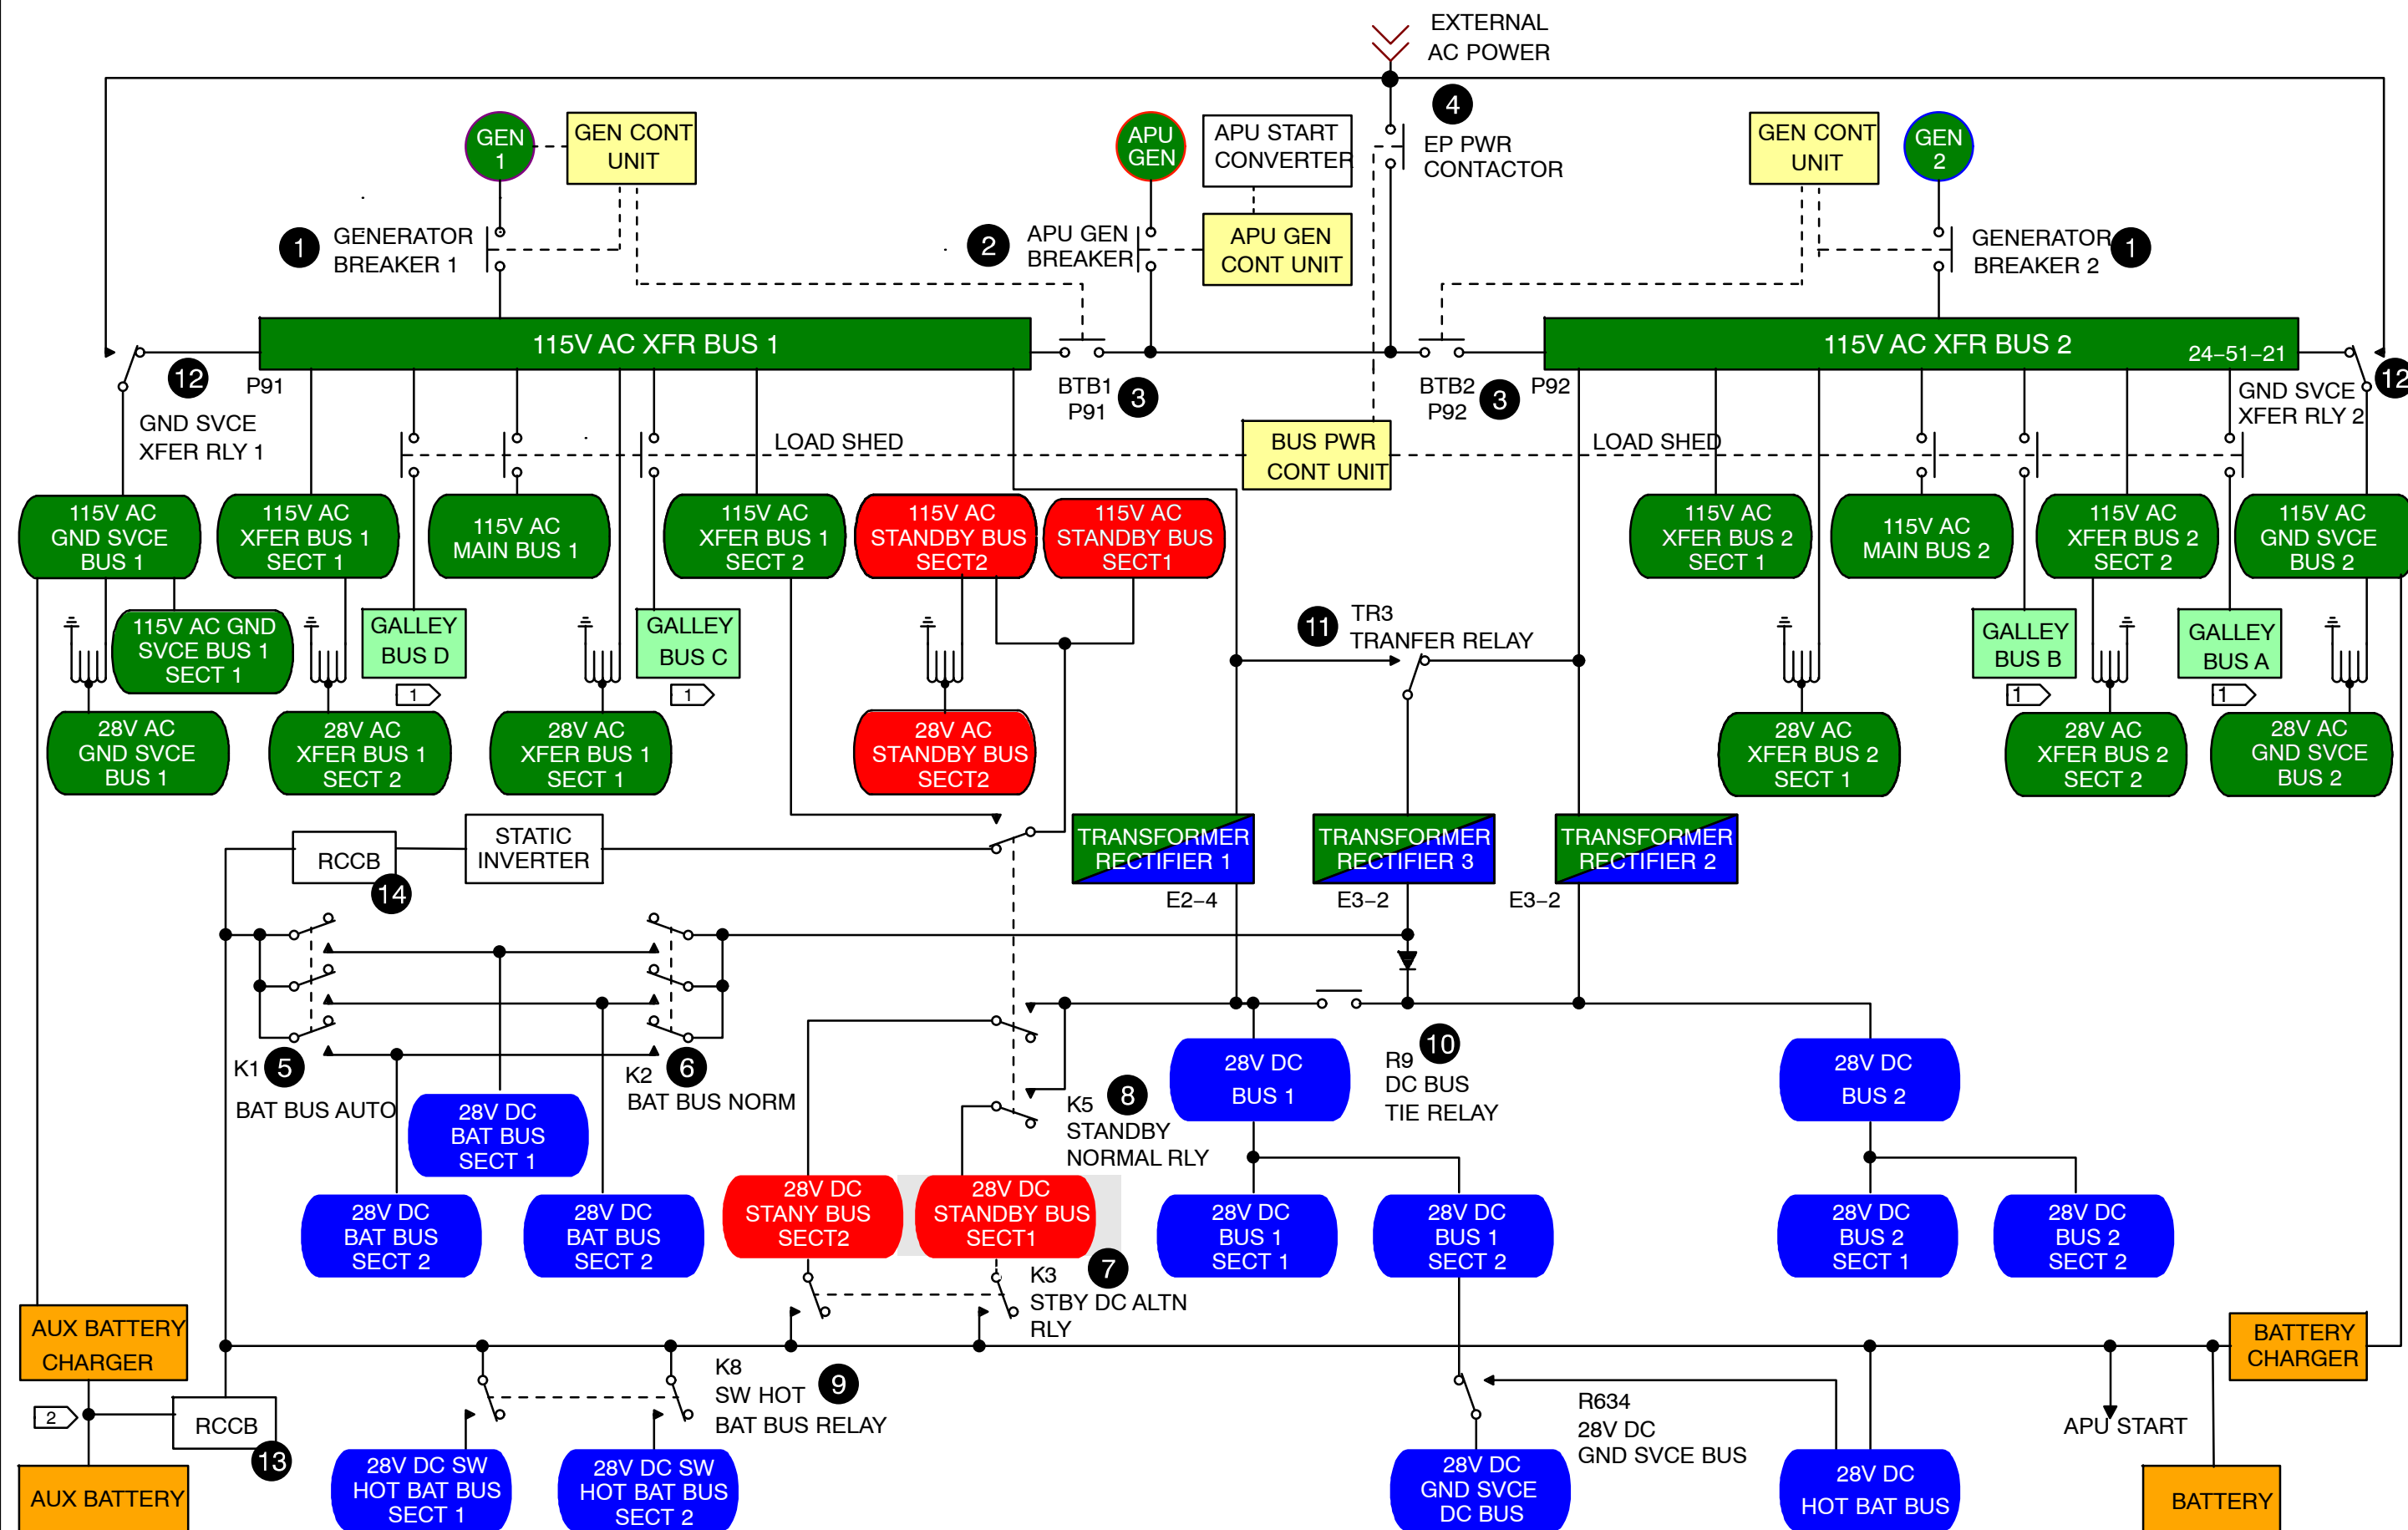 EXTERNAL
AC POWER
4
GEN
1
GEN CONT
UNIT
APU
GEN
APU START
CONVERTER
EP PWR
CONTACTOR
GEN CONT
UNIT
GEN
2
1
GENERATOR
BREAKER 1
2
APU GEN
BREAKER
APU GEN
CONT UNIT
GENERATOR
BREAKER 2
1
115V AC XFR BUS 1
115V AC XFR BUS 2
24-51-21
12
P91
BTB1
P91
3
BTB2
P92
3
P92
12
GND SVCE
XFER RLY 1
LOAD SHED
BUS PWR
CONT UNIT
LOAD SHED
GND SVCE
XFER RLY 2
115V AC
GND SVCE
BUS 1
115V AC
XFER BUS 1
SECT 1
115V AC
MAIN BUS 1
115V AC
XFER BUS 1
SECT 2
115V AC
STANDBY BUS
SECT2
115V AC
STANDBY BUS
SECT1
115V AC
XFER BUS 2
SECT 1
115V AC
MAIN BUS 2
115V AC
XFER BUS 2
SECT 2
115V AC
GND SVCE
BUS 2
115V AC GND
SVCE BUS 1
SECT 1
GALLEY
BUS D
1
GALLEY
BUS C
1
11
TR3
TRANFER RELAY
GALLEY
BUS B
1
GALLEY
BUS A
1
28V AC
GND SVCE
BUS 1
28V AC
XFER BUS 1
SECT 2
28V AC
XFER BUS 1
SECT 1
28V AC
STANDBY BUS
SECT2
28V AC
XFER BUS 2
SECT 1
28V AC
XFER BUS 2
SECT 2
28V AC
GND SVCE
BUS 2
RCCB
14
STATIC
INVERTER
TRANSFORMER
RECTIFIER 1
E2-4
TRANSFORMER
RECTIFIER 3
E3-2
TRANSFORMER
RECTIFIER 2
E3-2
K1
5
BAT BUS AUTO
K2
6
BAT BUS NORM
28V DC
BAT BUS
SECT 1
8
K5
STANDBY
NORMAL RLY
28V DC
BUS 1
10
R9
DC BUS
TIE RELAY
28V DC
BUS 2
28V DC
BAT BUS
SECT 2
28V DC
BAT BUS
SECT 2
28V DC
STANY BUS
SECT2
28V DC
STANDBY BUS
SECT1
28V DC
BUS 1
SECT 1
28V DC
BUS 1
SECT 2
28V DC
BUS 2
SECT 1
28V DC
BUS 2
SECT 2
7
K3
STBY DC ALTN
RLY
AUX BATTERY
CHARGER
BATTERY
CHARGER
K8
SW HOT
BAT BUS RELAY
9
2
RCCB
13
R634
28V DC
GND SVCE BUS
APU START
AUX BATTERY
28V DC SW
HOT BAT BUS
SECT 1
28V DC SW
HOT BAT BUS
SECT 2
28V DC
GND SVCE
DC BUS
28V DC
HOT BAT BUS
BATTERY